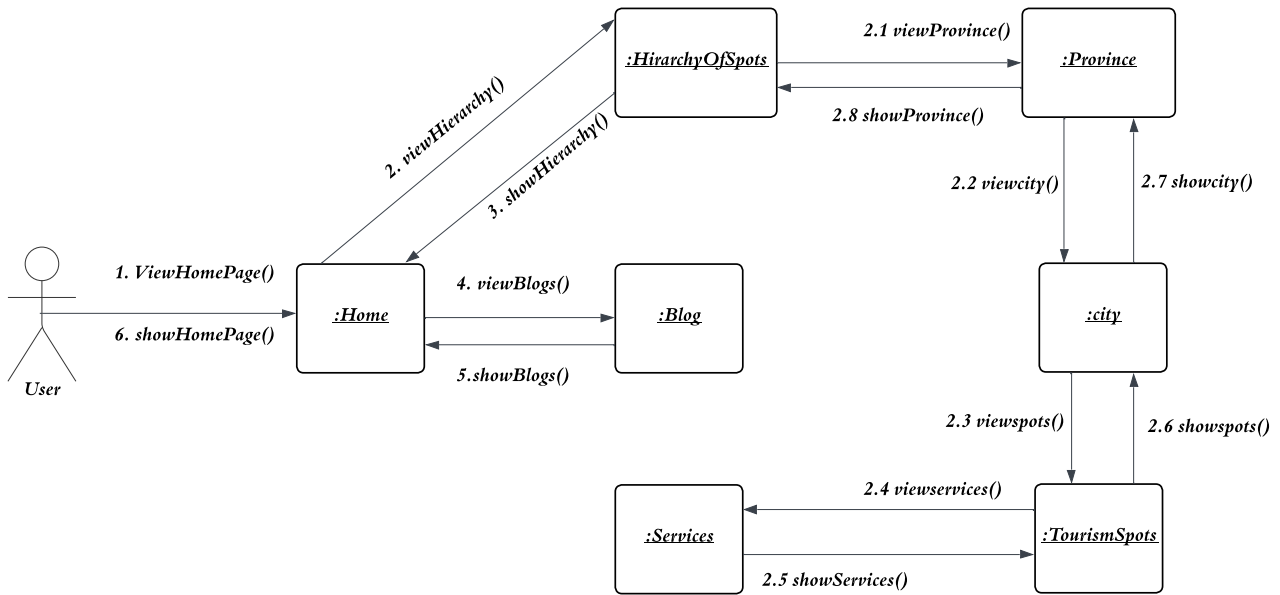 2.1 viewProvince()
:HirarchyOfSpots
:Province
2. viewHierarchy()
2.8 showProvince()
3. showHierarchy()
2.2 viewcity()
2.7 showcity()
1. ViewHomePage()
4. viewBlogs()
:Home
:Blog
:city
6. showHomePage()
5.showBlogs()
User
2.3 viewspots()
2.6 showspots()
2.4 viewservices()
:Services
:TourismSpots
2.5 showServices()